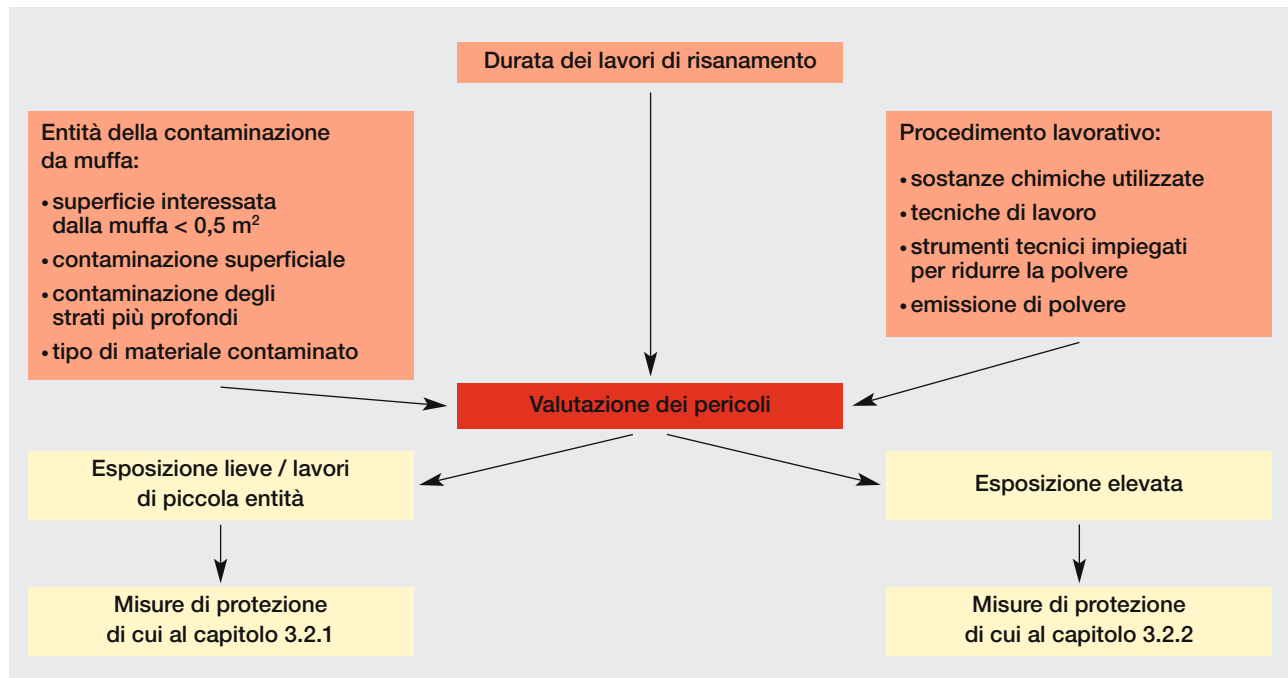 Durata dei lavori di risanamento
Entità della contaminazione
da muffa:
• superficie interessata
dalla muffa < 0,5 m²
• contaminazione superficiale
• contaminazione degli
strati più profondi
• tipo di materiale contaminato
Procedimento lavorativo:
• sostanze chimiche utilizzate
• tecniche di lavoro
• strumenti tecnici impiegati
per ridurre la polvere
• emissione di polvere
Valutazione dei pericoli
Esposizione lieve / lavori
di piccola entità
Esposizione elevata
Misure di protezione
di cui al capitolo 3.2.1
Misure di protezione
di cui al capitolo 3.2.2